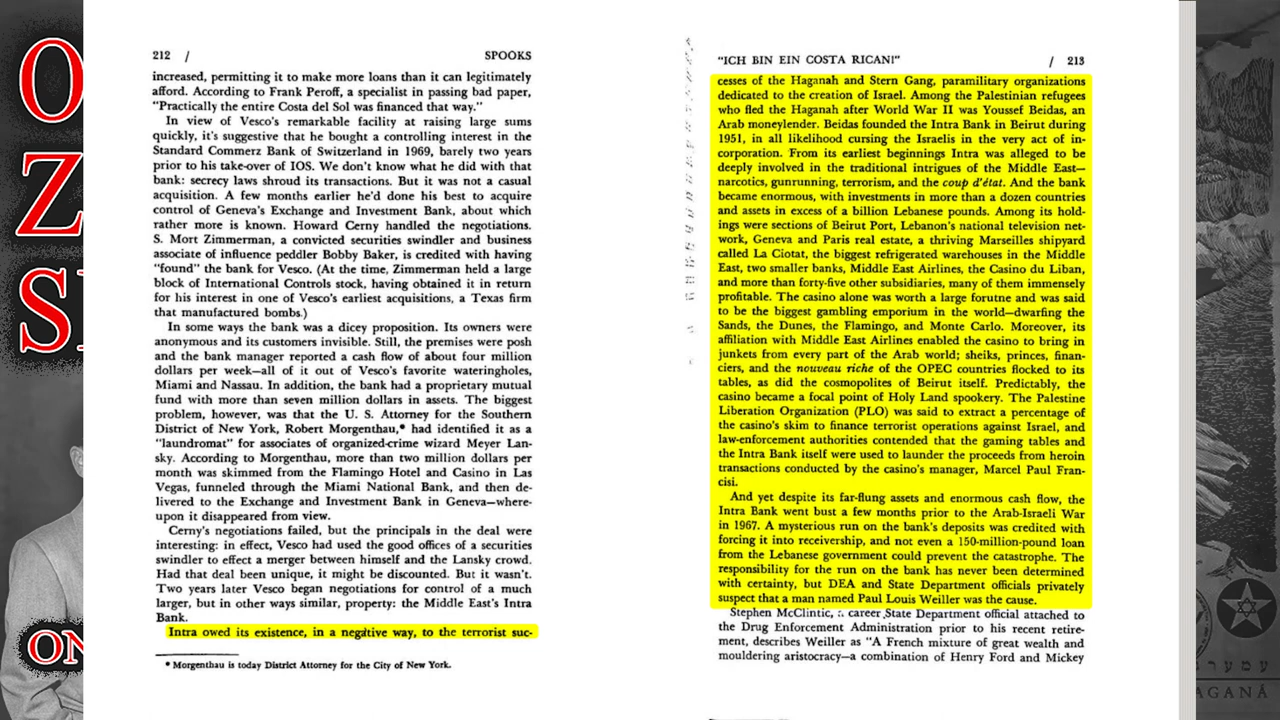 O
Z
S
ON
212 /
SPOOKS
increased, permitting it to make more loans than it can legitimately
afford. According to Frank Peroff, a specialist in passing bad paper,
"Practically the entire Costa del Sol was financed that way."
In view of Vesco's remarkable facility at raising large sums
quickly, it's suggestive that he bought a controlling interest in the
Standard Commerz Bank of Switzerland in 1969, barely two years
prior to his take-over of IOS. We don't know what he did with that
bank: secrecy laws shroud its transactions. But it was not a casual
acquisition. A few months earlier he'd done his best to acquire
control of Geneva's Exchange and Investment Bank, about which
rather more is known. Howard Cerny handled the negotiations.
S. Mort Zimmerman, a convicted securities swindler and business
associate of influence peddler Bobby Baker, is credited with having
"found" the bank for Vesco. (At the time, Zimmerman held a large
block of International Controls stock, having obtained it in return
for his interest in one of Vesco's earliest acquisitions, a Texas firm
that manufactured bombs.)
In some ways the bank was a dicey proposition. Its owners were
anonymous and its customers invisible. Still, the premises were posh
and the bank manager reported a cash flow of about four million
dollars per week—all of it out of Vesco's favorite wateringholes,
Miami and Nassau. In addition, the bank had a proprietary mutual
fund with more than seven million dollars in assets. The biggest
problem, however, was that the U. S. Attorney for the Southern
District of New York, Robert Morgenthau,* had identified it as a
"laundromat" for associates of organized-crime wizard Meyer Lan-
sky. According to Morgenthau, more than two million dollars per
month was skimmed from the Flamingo Hotel and Casino in Las
Vegas, funneled through the Miami National Bank, and then de-
livered to the Exchange and Investment Bank in Geneva—where-
upon it disappeared from view.
Cerny's negotiations failed, but the principals in the deal were
interesting: in effect, Vesco had used the good offices of a securities
swindler to effect a merger between himself and the Lansky crowd.
Had that deal been unique, it might be discounted. But it wasn't.
Two years later Vesco began negotiations for control of a much
larger, but in other ways similar, property: the Middle East's Intra
Bank.
Intra owed its existence, in a negative way, to the terrorist suc-
* Morgenthau is today District Attorney for the City of New York.
"ICH BIN EIN COSTA RICAN!"
/ 213
cesses of the Haganah and Stern Gang, paramilitary organizations
dedicated to the creation of Israel. Among the Palestinian refugees
who fled the Haganah after World War II was Youssef Beidas, an
Arab moneylender. Beidas founded the Intra Bank in Beirut during
1951, in all likelihood cursing the Israelis in the very act of in-
corporation. From its earliest beginnings Intra was alleged to be
deeply involved in the traditional intrigues of the Middle East—
narcotics, gunrunning, terrorism, and the coup d'état. And the bank
became enormous, with investments in more than a dozen countries
and assets in excess of a billion Lebanese pounds. Among its hold-
ings were sections of Beirut Port, Lebanon's national television net-
work, Geneva and Paris real estate, a thriving Marseilles shipyard
called La Ciotat, the biggest refrigerated warehouses in the Middle
East, two smaller banks, Middle East Airlines, the Casino du Liban,
and more than forty-five other subsidiaries, many of them immensely
profitable. The casino alone was worth a large forutne and was said
to be the biggest gambling emporium in the world—dwarfing the
Sands, the Dunes, the Flamingo, and Monte Carlo. Moreover, its
affiliation with Middle East Airlines enabled the casino to bring in
junkets from every part of the Arab world; sheiks, princes, finan-
ciers, and the nouveau riche of the OPEC countries flocked to its
tables, as did the cosmopolites of Beirut itself. Predictably, the
casino became a focal point of Holy Land spookery. The Palestine
Liberation Organization (PLO) was said to extract a percentage of
the casino's skim to finance terrorist operations against Israel, and
law-enforcement authorities contended that the gaming tables and
the Intra Bank itself were used to launder the proceeds from heroin
transactions conducted by the casino's manager, Marcel Paul Fran-
cisi.
And yet despite its far-flung assets and enormous cash flow, the
Intra Bank went bust a few months prior to the Arab-Israeli War
in 1967. A mysterious run on the bank's deposits was credited with
forcing it into receivership, and not even a 150-million-pound loan
from the Lebanese government could prevent the catastrophe. The
responsibility for the run on the bank has never been determined
with certainty, but DEA and State Department officials privately
suspect that a man named Paul Louis Weiller was the cause.
Stephen McClintic, a career State Department official attached to
the Drug Enforcement Administration prior to his recent retire-
ment, describes Weiller as "A French mixture of great wealth and
mouldering aristocracy—a combination of Henry Ford and Mickey
AGANÁ